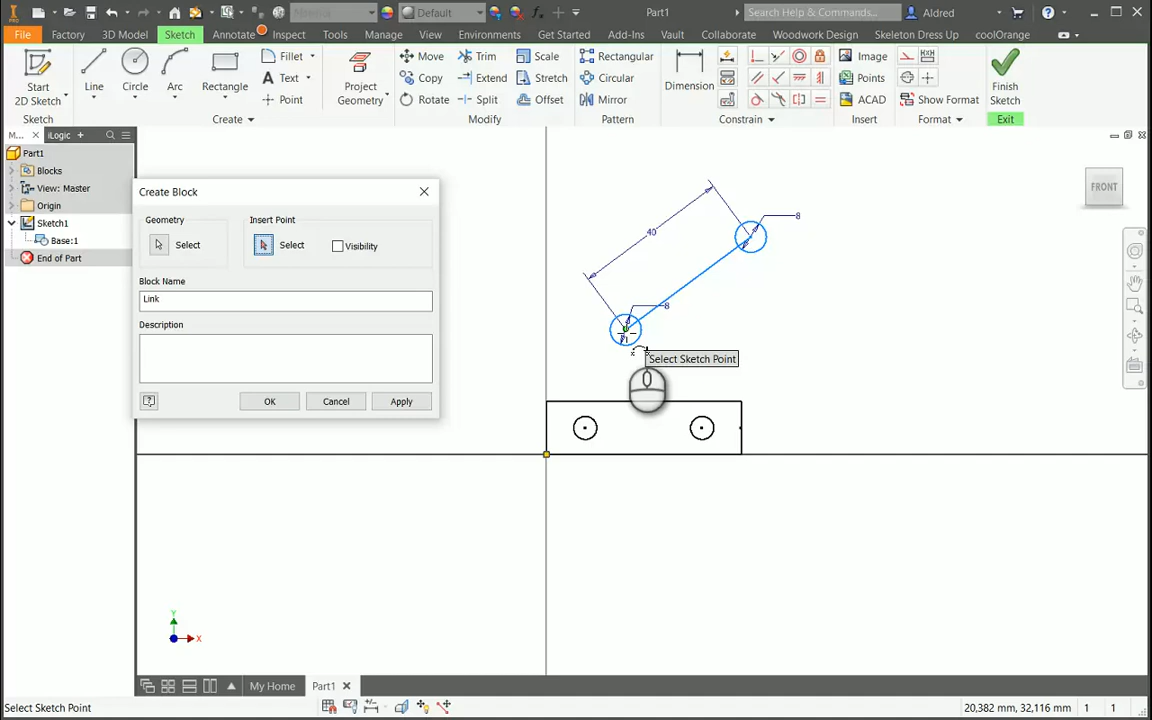 PRO
Material
Default
Part1
Search Help & Commands...
Aldred
File
Factory
3D Model
Sketch
Annotate
Inspect
Tools
Manage
View
Environments
Get Started
Add-Ins
Vault
Collaborate
Woodwork Design
Skeleton Dress Up
coolOrange
Start
2D Sketch
Line
Circle
Arc
Rectangle
Fillet
Text
Point
Project
Geometry
Move
Copy
Rotate
Trim
Extend
Split
Scale
Stretch
Offset
Rectangular
Circular
Mirror
Dimension
Image
Points
ACAD
Show Format
Finish
Sketch
Sketch
Create
Modify
Pattern
Constrain
Insert
Format
Exit
M...
iLogic
Part1
Blocks
View: Master
Origin
Sketch1
Base:1
End of Part
Create Block
Geometry
Select
Insert Point
Select
Visibility
Block Name
Link
Description
OK
Cancel
Apply
40
8
8
Select Sketch Point
FRONT
Y
X
My Home
Part1
Select Sketch Point
20,382 mm, 32,116 mm
1
1